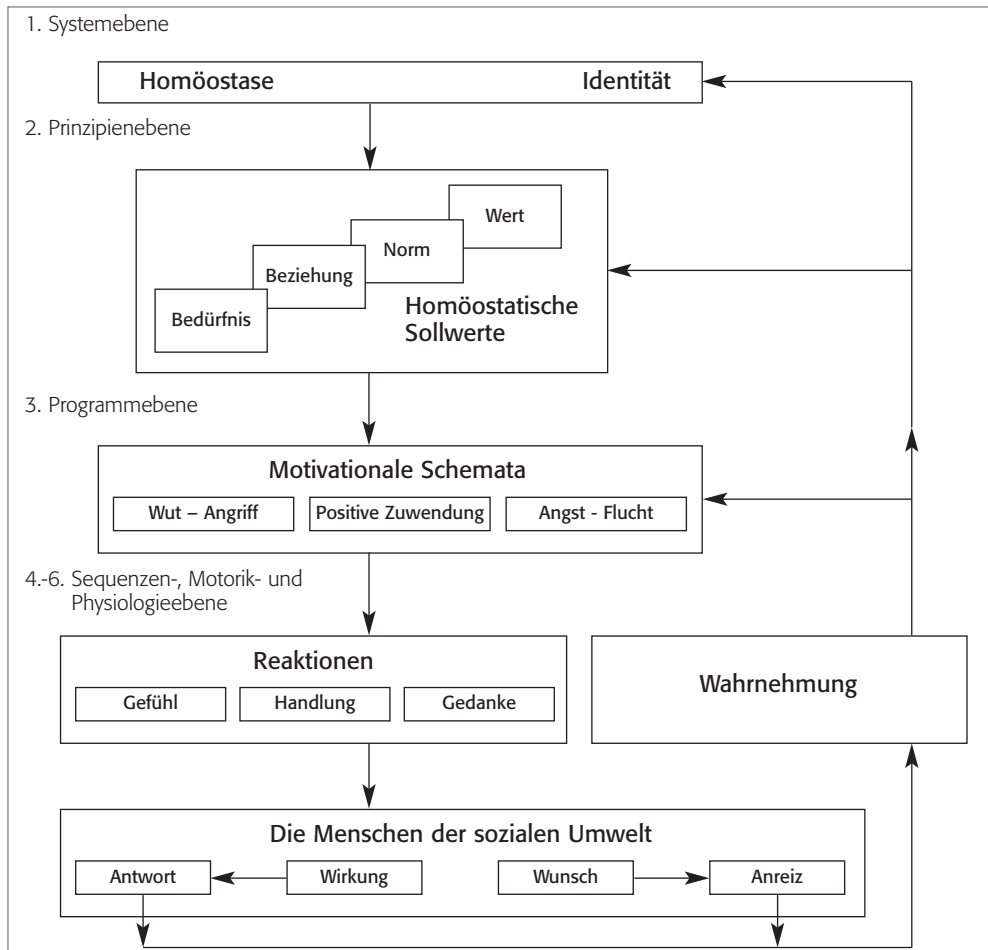 1. Systemebene
Homöostase Identität
2. Prinzipienebene
Wert
Norm
Beziehung
Bedürfnis
Homöostatische
Sollwerte
3. Programmebene
Motivationale Schemata
Wut – Angriff Positive Zuwendung Angst - Flucht
4.-6. Sequenzen-, Motorik- und
Physiologieebene
Reaktionen
Gefühl Handlung Gedanke
Wahrnehmung
Die Menschen der sozialen Umwelt
Antwort Wirkung Wunsch Anreiz